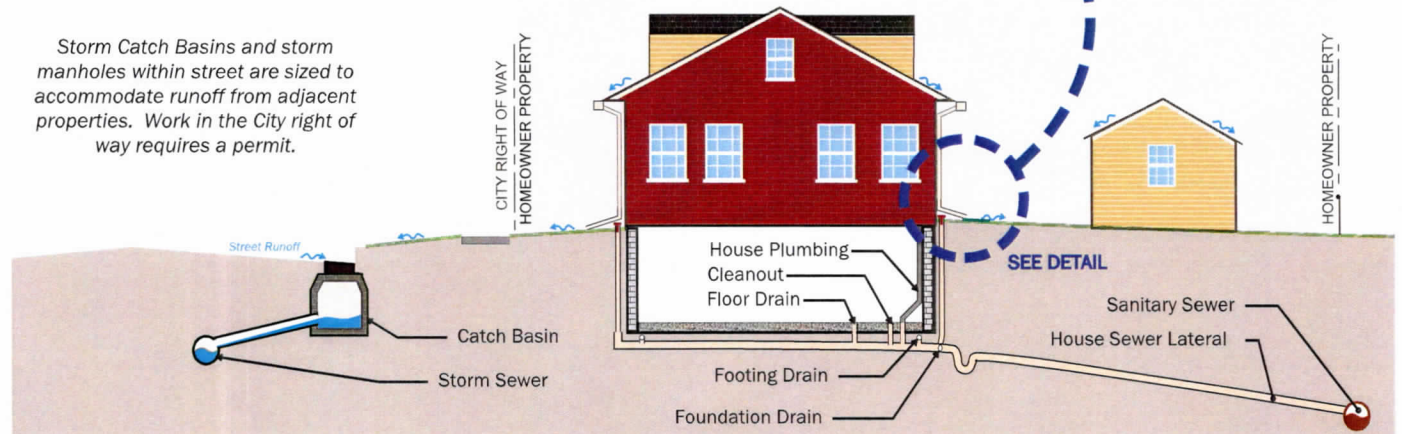 Storm Catch Basins and storm
manholes within street are sized to
accommodate runoff from adjacent
properties. Work in the City right of
way requires a permit.
CITY RIGHT OF WAY
HOMEOWNER PROPERTY
HOMEOWNER PROPERTY
Street Runoff
House Plumbing
Cleanout
Floor Drain
SEE DETAIL
Catch Basin
Storm Sewer
Footing Drain
Foundation Drain
Sanitary Sewer
House Sewer Lateral